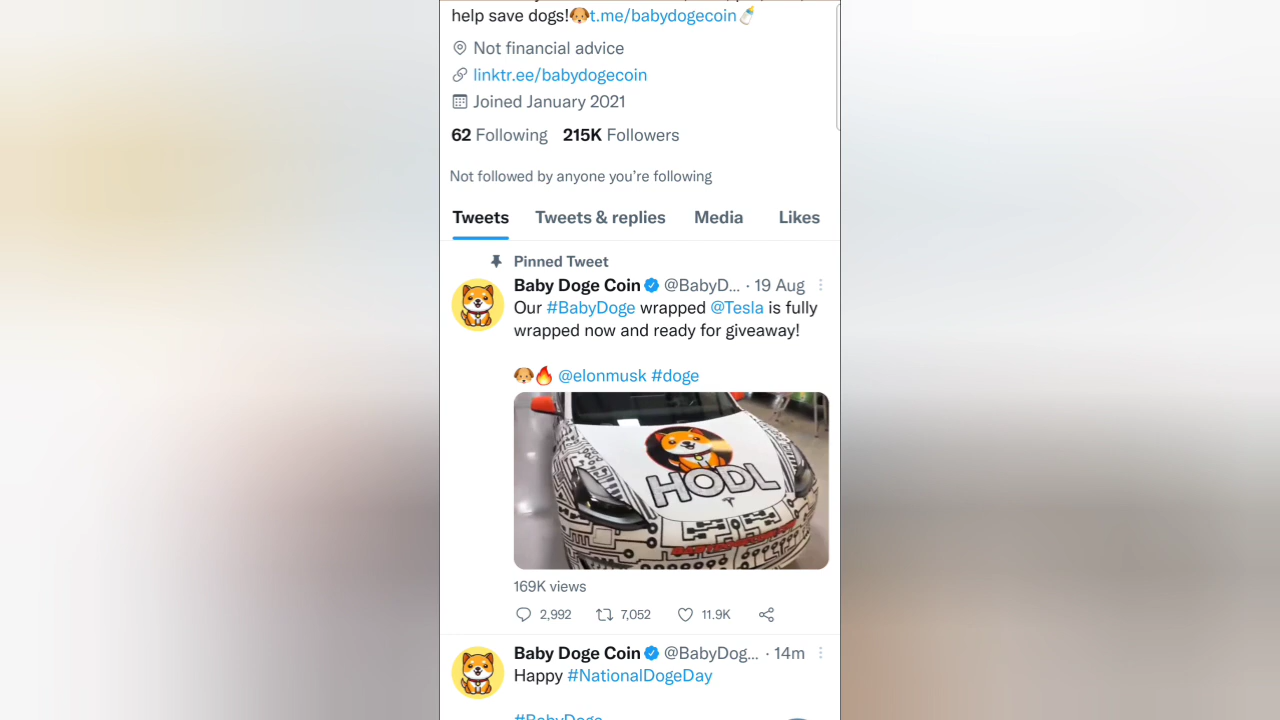 help save dogs!🐶t.me/babydogecoin🍼
Not financial advice
linktr.ee/babydogecoin
Joined January 2021
62 Following 215K Followers
Not followed by anyone you’re following
Tweets Tweets & replies Media Likes
Pinned Tweet
Baby Doge Coin @BabyD... · 19 Aug
Our #BabyDoge wrapped @Tesla is fully
wrapped now and ready for giveaway!
🐶🔥 @elonmusk #doge
HODL
169K views
2,992 7,052 11.9K
Baby Doge Coin @BabyDog... · 14m
Happy #NationalDogeDay
#BabyDoge